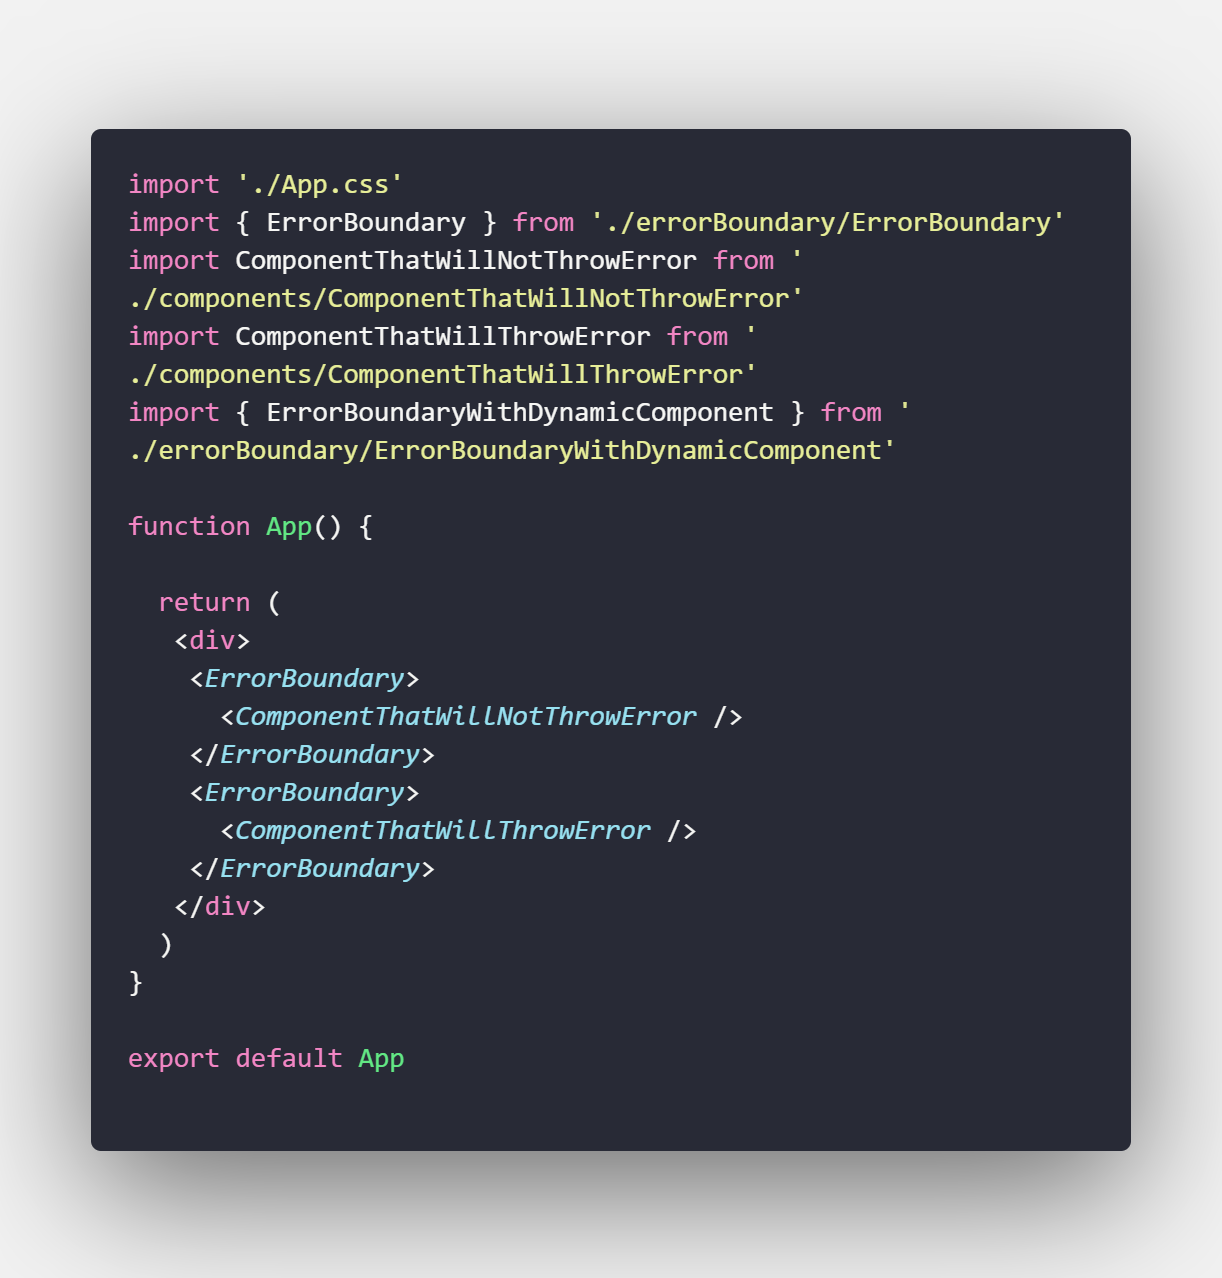 import './App.css'
import { ErrorBoundary } from './errorBoundary/ErrorBoundary'
import ComponentThatWillNotThrowError from '
./components/ComponentThatWillNotThrowError'
import ComponentThatWillThrowError from '
./components/ComponentThatWillThrowError'
import { ErrorBoundaryWithDynamicComponent } from '
./errorBoundary/ErrorBoundaryWithDynamicComponent'

function App() {

  return (
   <div>
    <ErrorBoundary>
      <ComponentThatWillNotThrowError />
    </ErrorBoundary>
    <ErrorBoundary>
      <ComponentThatWillThrowError />
    </ErrorBoundary>
   </div>
  )
}

export default App